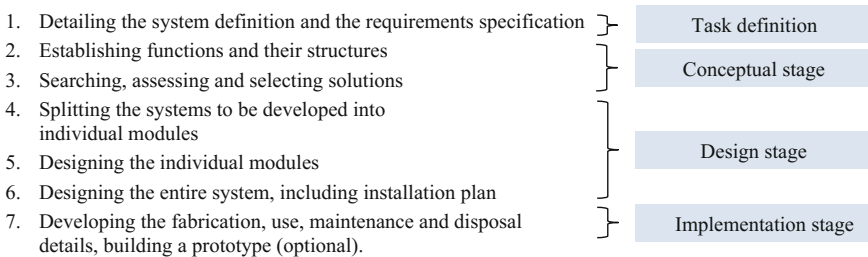 1. Detailing the system definition and the requirements specification
Task definition
2. Establishing functions and their structures
3. Searching, assessing and selecting solutions
Conceptual stage
4. Splitting the systems to be developed into
individual modules
5. Designing the individual modules
6. Designing the entire system, including installation plan
Design stage
7. Developing the fabrication, use, maintenance and disposal
details, building a prototype (optional).
Implementation stage